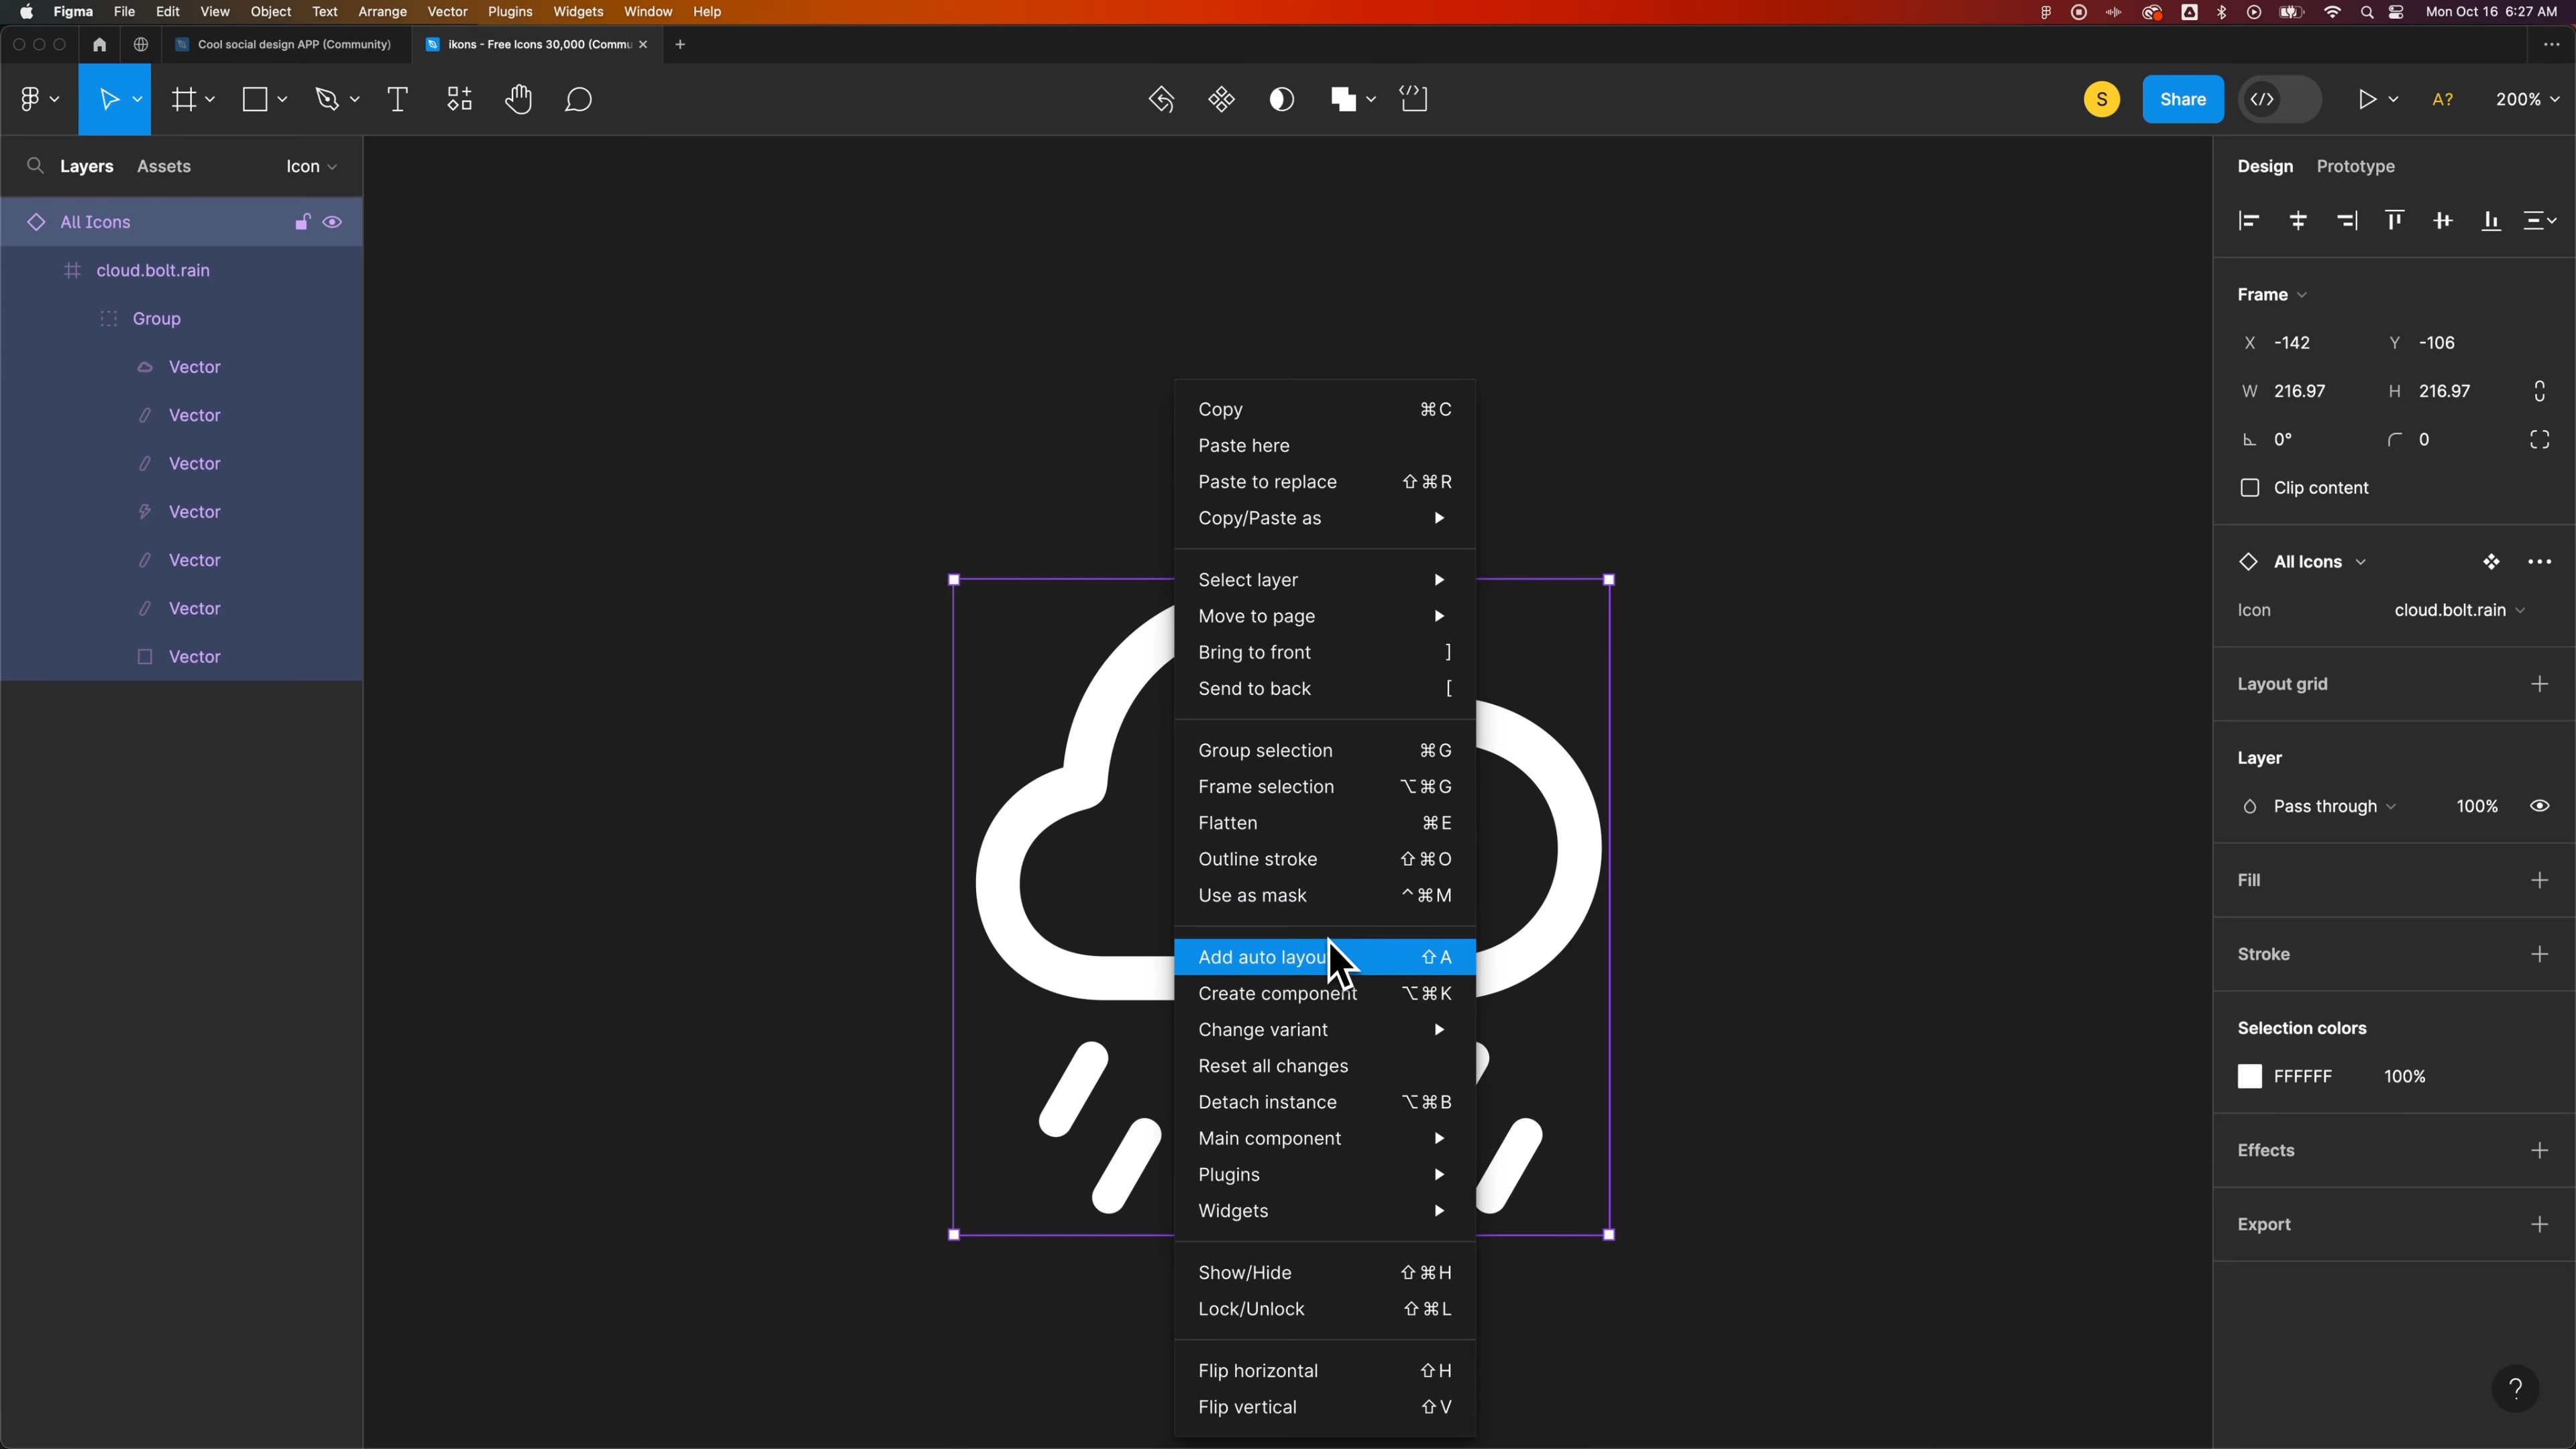 Figma File Edit View Object Text Arrange Vector Plugins Widgets Window Help Mon Oct 16 6:27 AM
Cool social design APP (Community) ikons - Free Icons 30,000 (Commu
S Share A? 200%
Layers Assets Icon
All Icons
cloud.bolt.rain
Group
Vector
Vector
Vector
Vector
Vector
Vector
Vector
Copy ⌘C
Paste here
Paste to replace ⇧⌘R
Copy/Paste as
Select layer
Move to page
Bring to front ]
Send to back [
Group selection ⌘G
Frame selection ⌥⌘G
Flatten ⌘E
Outline stroke ⇧⌘O
Use as mask ^⌘M
Add auto layou ⇧A
Create component ⌥⌘K
Change variant
Reset all changes
Detach instance ⌥⌘B
Main component
Plugins
Widgets
Show/Hide ⇧⌘H
Lock/Unlock ⇧⌘L
Flip horizontal ⇧H
Flip vertical ⇧V
Design Prototype
Frame
X -142 Y -106
W 216.97 H 216.97
0° 0
Clip content
All Icons
Icon cloud.bolt.rain
Layout grid
Layer
Pass through 100%
Fill
Stroke
Selection colors
FFFFFF 100%
Effects
Export
?